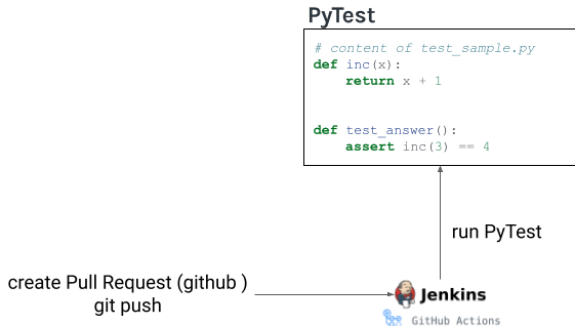 PyTest
# content of test_sample.py
def inc(x):
    return x + 1
def test_answer():
    assert inc(3) == 4
run PyTest
create Pull Request (github )
git push
Jenkins
GitHub Actions